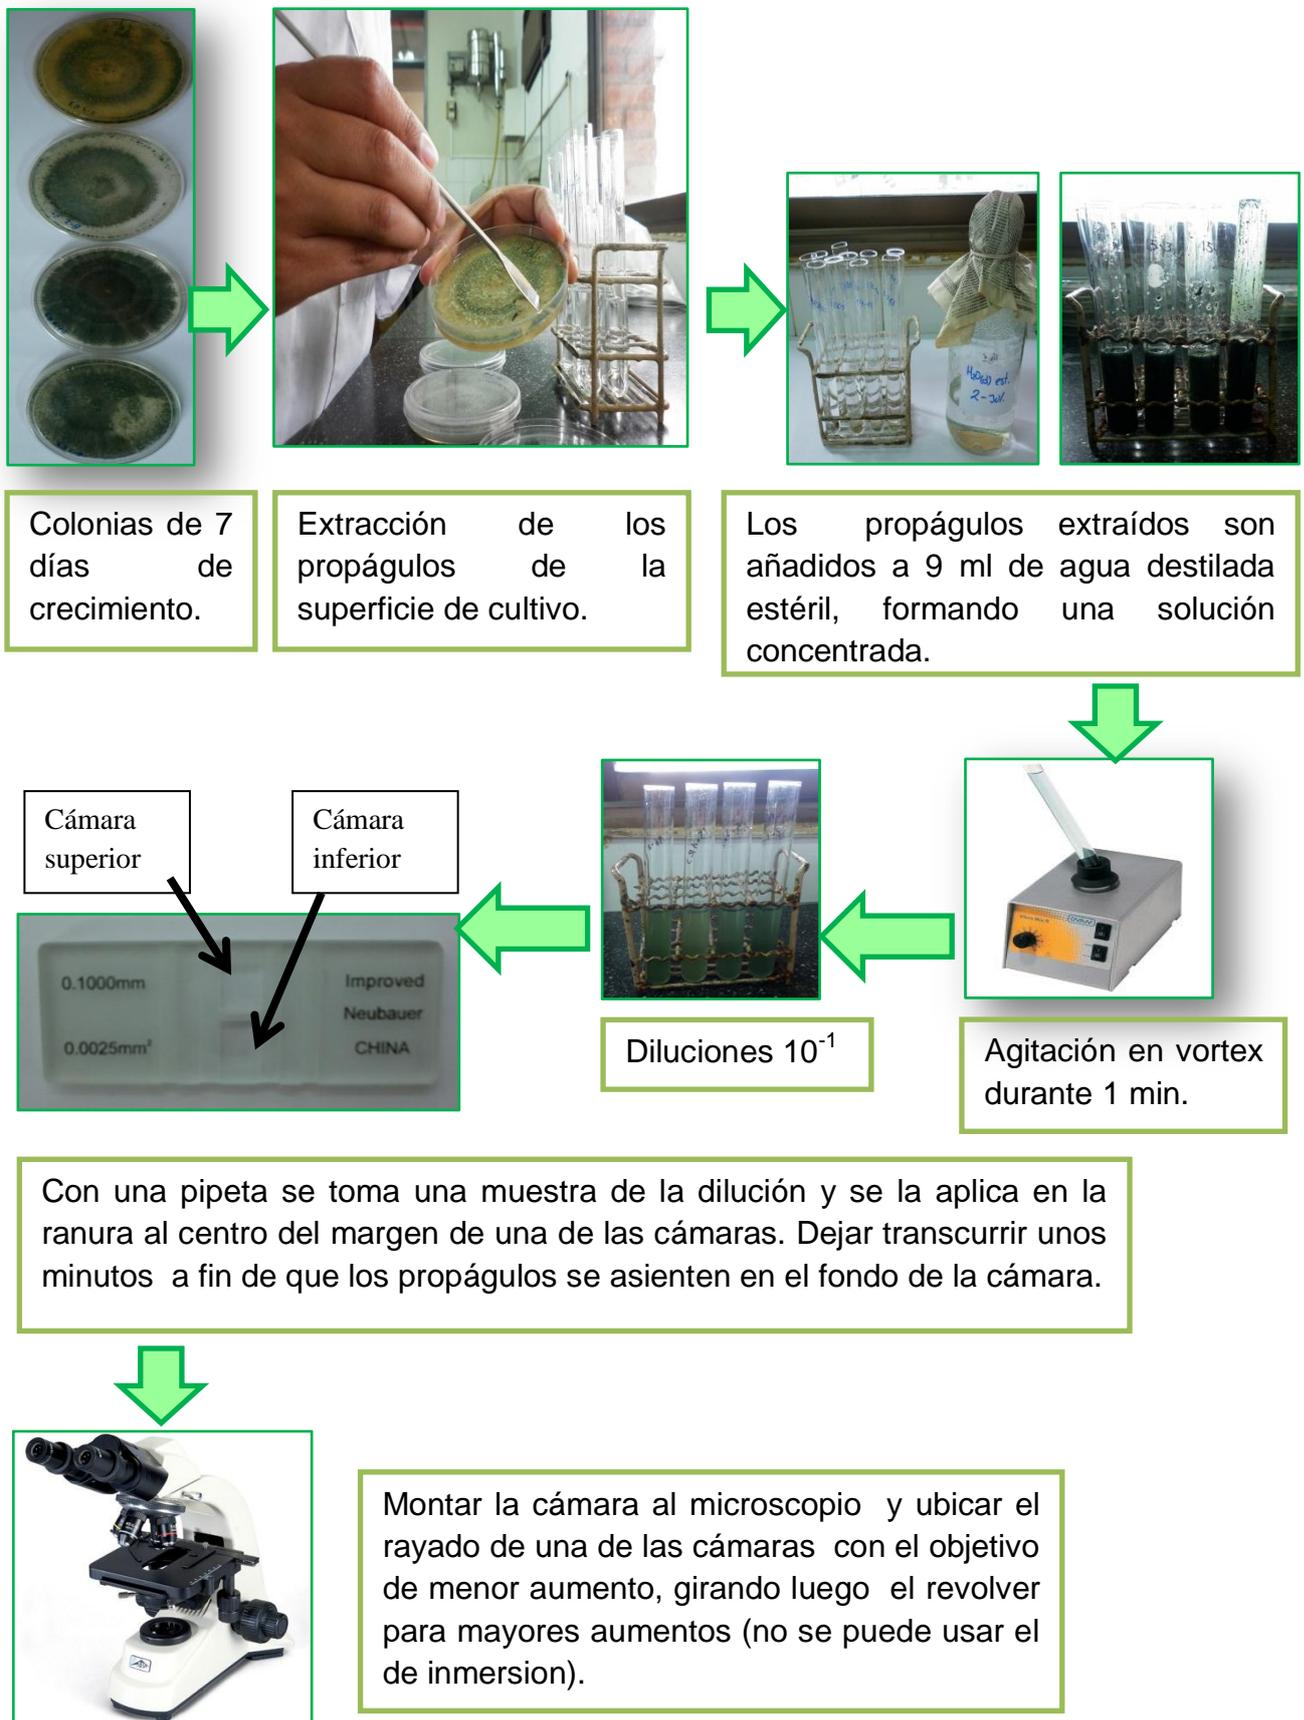 Colonias de 7
días de
crecimiento.
Extracción de los
propágulos de la
superficie de cultivo.
Los propágulos extraídos son
añadidos a 9 ml de agua destilada
estéril, formando una solución
concentrada.
H₂O(d) est.
2-Jul.
Cámara
superior
Cámara
inferior
0.1000mm
0.0025mm²
Improved
Neubauer
CHINA
Diluciones 10⁻¹
Agitación en vortex
durante 1 min.
Con una pipeta se toma una muestra de la dilución y se la aplica en la
ranura al centro del margen de una de las cámaras. Dejar transcurrir unos
minutos a fin de que los propágulos se asienten en el fondo de la cámara.
Montar la cámara al microscopio y ubicar el
rayado de una de las cámaras con el objetivo
de menor aumento, girando luego el revolver
para mayores aumentos (no se puede usar el
de inmersion).